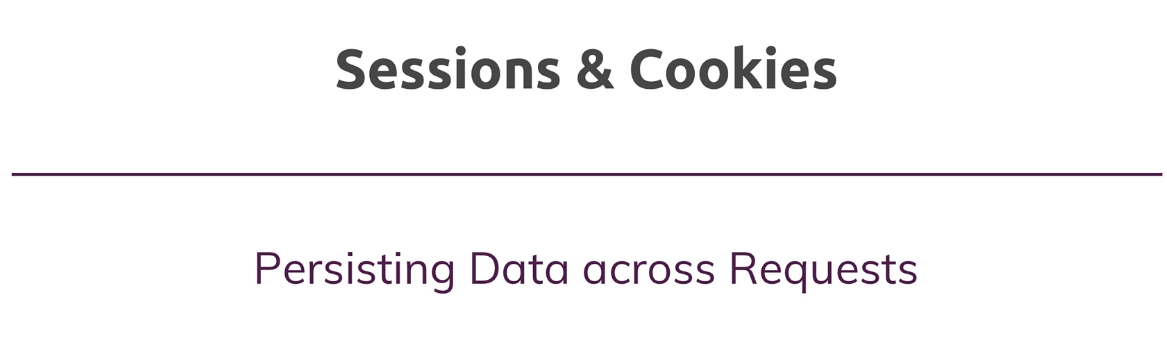 Sessions & Cookies
Persisting Data across Requests